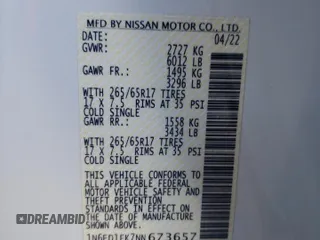 MFD BY NISSAN MOTOR CO., LTD.
DATE: 04/22
GVWR: 2727 KG
6012 LB
GAWR FR.: 1495 KG
3296 LB
WITH 265/65R17 TIRES
17 X 7.5 RIMS AT 35 PSI
COLD SINGLE
GAWR RR.: 1558 KG
3434 LB
WITH 265/65R17 TIRES
17 X 7.5 RIMS AT 35 PSI
COLD SINGLE
THIS VEHICLE CONFORMS TO ALL
APPLICABLE FEDERAL MOTOR
VEHICLE SAFETY AND THEFT
PREVENTION STANDARDS IN
EFFECT ON THE DATE OF
MANUFACTURE SHOWN ABOVE.
1N6ED1EK7NN673657
DREAMBID